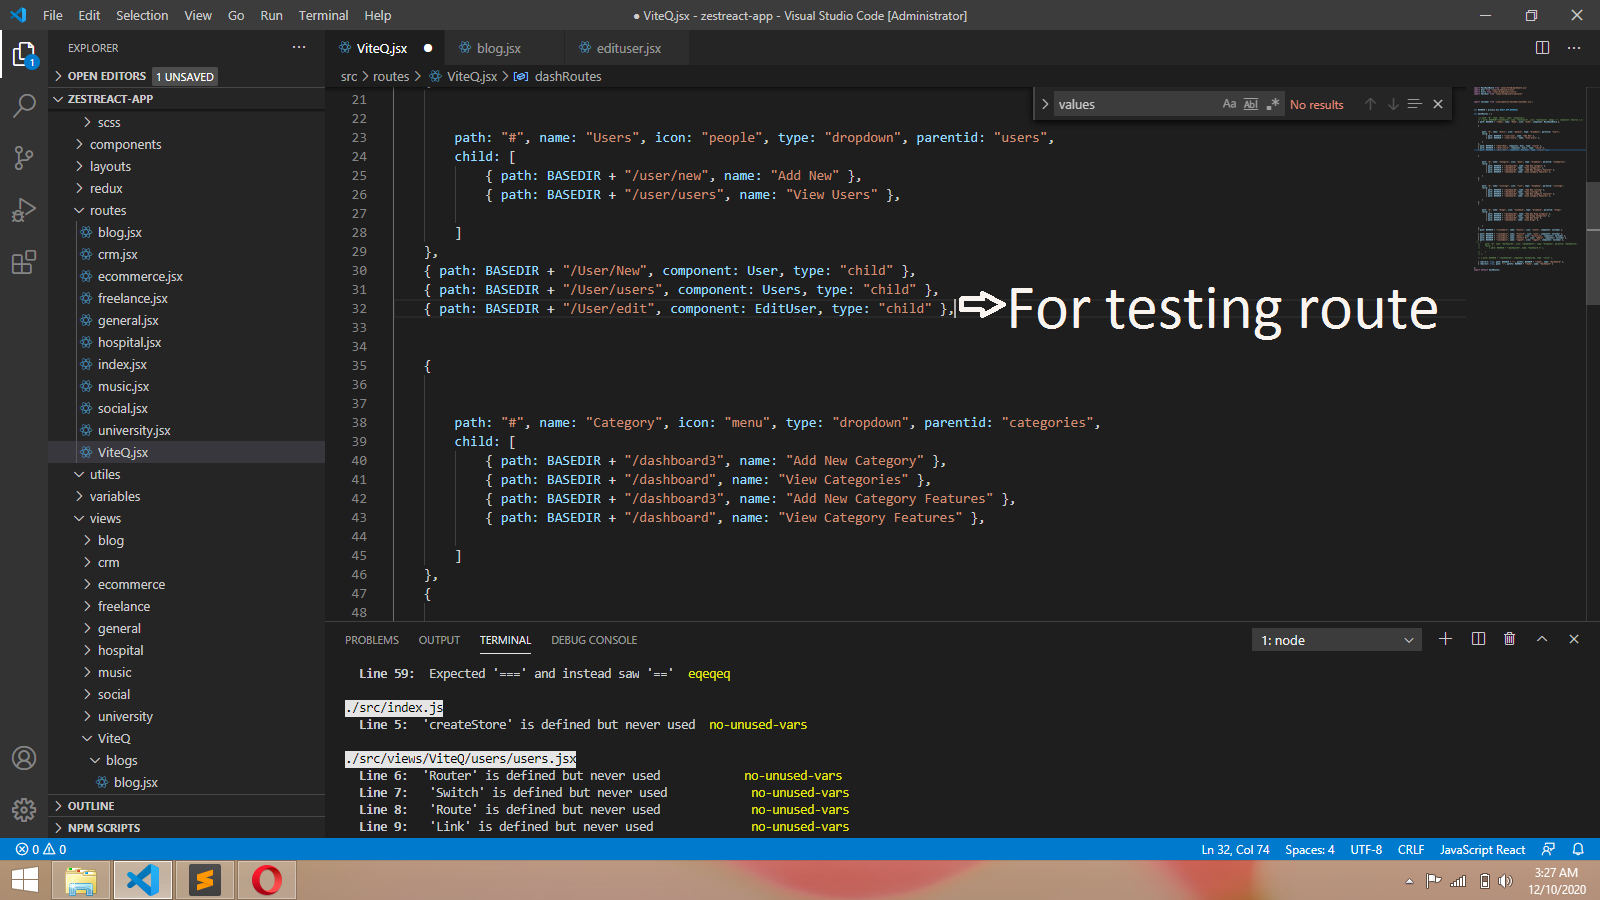 File Edit Selection View Go Run Terminal Help
● ViteQ.jsx - zestreact-app - Visual Studio Code [Administrator]
EXPLORER
ViteQ.jsx
blog.jsx
edituser.jsx
1
OPEN EDITORS 1 UNSAVED
src > routes > ViteQ.jsx > dashRoutes
ZESTREACT-APP
scss
components
layouts
redux
routes
blog.jsx
crm.jsx
ecommerce.jsx
freelance.jsx
general.jsx
hospital.jsx
index.jsx
music.jsx
social.jsx
university.jsx
ViteQ.jsx
utiles
variables
views
blog
crm
ecommerce
freelance
general
hospital
music
social
university
ViteQ
blogs
blog.jsx
OUTLINE
NPM SCRIPTS
values Aa Abl .* No results
21
22
23 path: "#", name: "Users", icon: "people", type: "dropdown", parentid: "users",
24 child: [
25 { path: BASEDIR + "/user/new", name: "Add New" },
26 { path: BASEDIR + "/user/users", name: "View Users" },
27
28 ]
29 },
30 { path: BASEDIR + "/User/New", component: User, type: "child" },
31 { path: BASEDIR + "/User/users", component: Users, type: "child" },
32 { path: BASEDIR + "/User/edit", component: EditUser, type: "child" },
For testing route
33
34
35 {
36
37
38 path: "#", name: "Category", icon: "menu", type: "dropdown", parentid: "categories",
39 child: [
40 { path: BASEDIR + "/dashboard3", name: "Add New Category" },
41 { path: BASEDIR + "/dashboard", name: "View Categories" },
42 { path: BASEDIR + "/dashboard3", name: "Add New Category Features" },
43 { path: BASEDIR + "/dashboard", name: "View Category Features" },
44
45 ]
46 },
47 {
48
PROBLEMS OUTPUT TERMINAL DEBUG CONSOLE
1: node
Line 59: Expected '===' and instead saw '==' eqeqeq
./src/index.js
Line 5: 'createStore' is defined but never used no-unused-vars
./src/views/ViteQ/users/users.jsx
Line 6: 'Router' is defined but never used no-unused-vars
Line 7: 'Switch' is defined but never used no-unused-vars
Line 8: 'Route' is defined but never used no-unused-vars
Line 9: 'Link' is defined but never used no-unused-vars
0 0
Ln 32, Col 74 Spaces: 4 UTF-8 CRLF JavaScript React
3:27 AM
12/10/2020